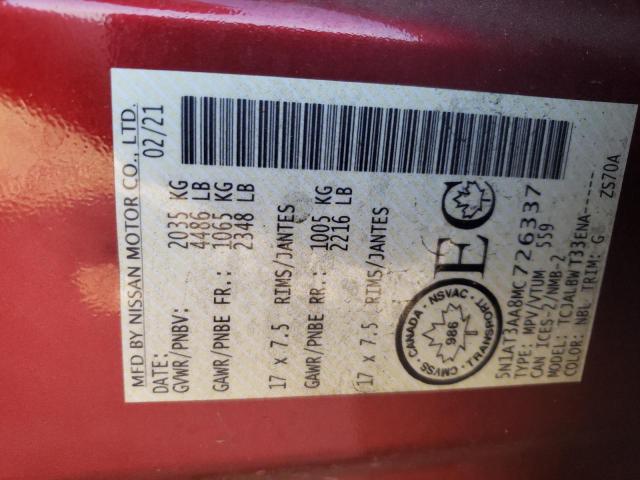 MFD BY NISSAN MOTOR CO., LTD.
DATE: 02/21
GVWR/PNBV: 2035 KG
4486 LB
GAWR/PNBE FR.: 1065 KG
2348 LB
17 x 7.5 RIMS/JANTES
GAWR/PNBE RR.: 1005 KG
2216 LB
17 x 7.5 RIMS/JANTES
CANADA · NSVAC ·
986
CMVSS · TRANSPORT
EC
5N1AT3AA8MC726337
TYPE: MPV/VTUM
CAN ICES-2/NMB-2 559
MODEL: TCJALBWT33ENA-----
COLOR: NBL TRIM: G ZS70A